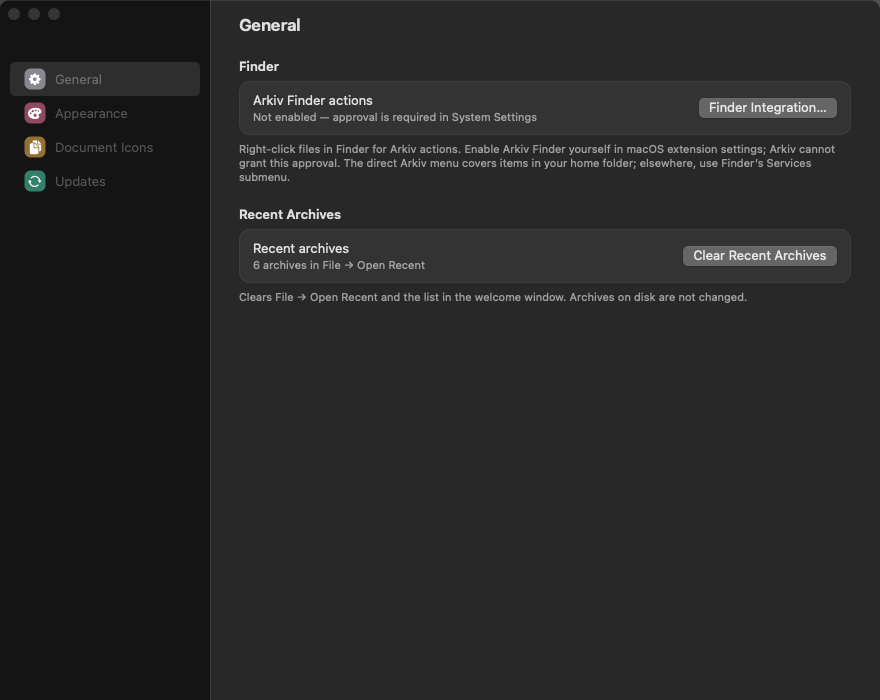 General
General
Appearance
Document Icons
Updates
Finder
Arkiv Finder actions
Not enabled — approval is required in System Settings
Finder Integration...
Right-click files in Finder for Arkiv actions. Enable Arkiv Finder yourself in macOS extension settings; Arkiv cannot
grant this approval. The direct Arkiv menu covers items in your home folder; elsewhere, use Finder’s Services
submenu.
Recent Archives
Recent archives
6 archives in File → Open Recent
Clear Recent Archives
Clears File → Open Recent and the list in the welcome window. Archives on disk are not changed.